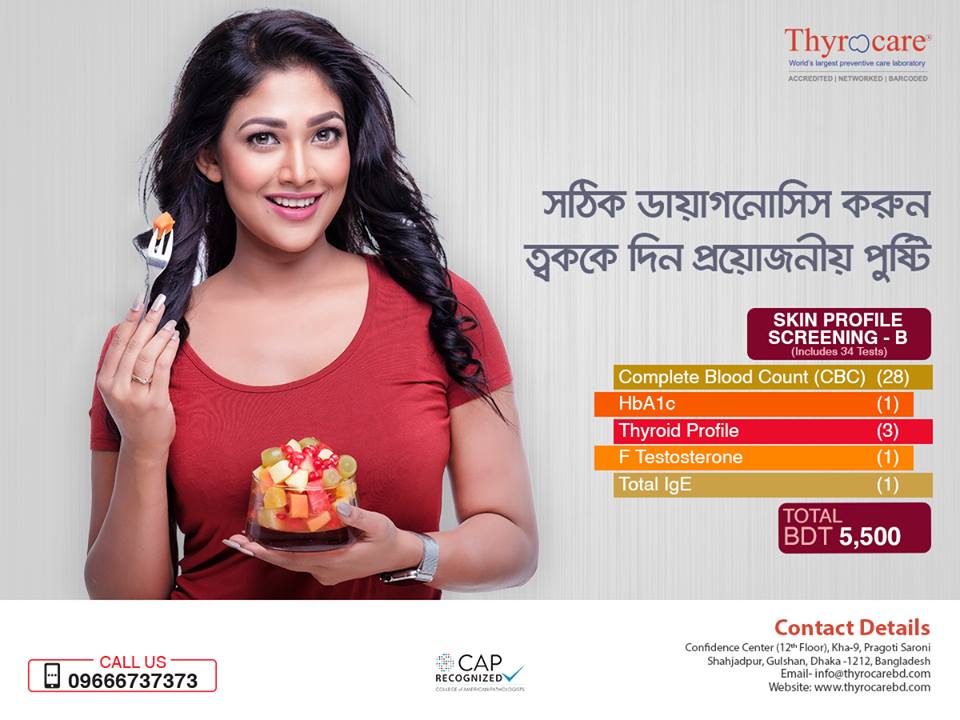 Thyrocare®
World's largest preventive care laboratory
ACCREDITED | NETWORKED | BARCODED
সঠিক ডায়াগনোসিস করুন
ত্বককে দিন প্রয়োজনীয় পুষ্টি
SKIN PROFILE
SCREENING - B
(Includes 34 Tests)
Complete Blood Count (CBC) (28)
HbA1c (1)
Thyroid Profile (3)
F Testosterone (1)
Total IgE (1)
TOTAL
BDT 5,500
CALL US
09666737373
CAP
RECOGNIZED
COLLEGE of AMERICAN PATHOLOGISTS
Contact Details
Confidence Center (12th Floor), Kha-9, Pragoti Saroni
Shahjadpur, Gulshan, Dhaka -1212, Bangladesh
Email- info@thyrocarebd.com
Website: www.thyrocarebd.com